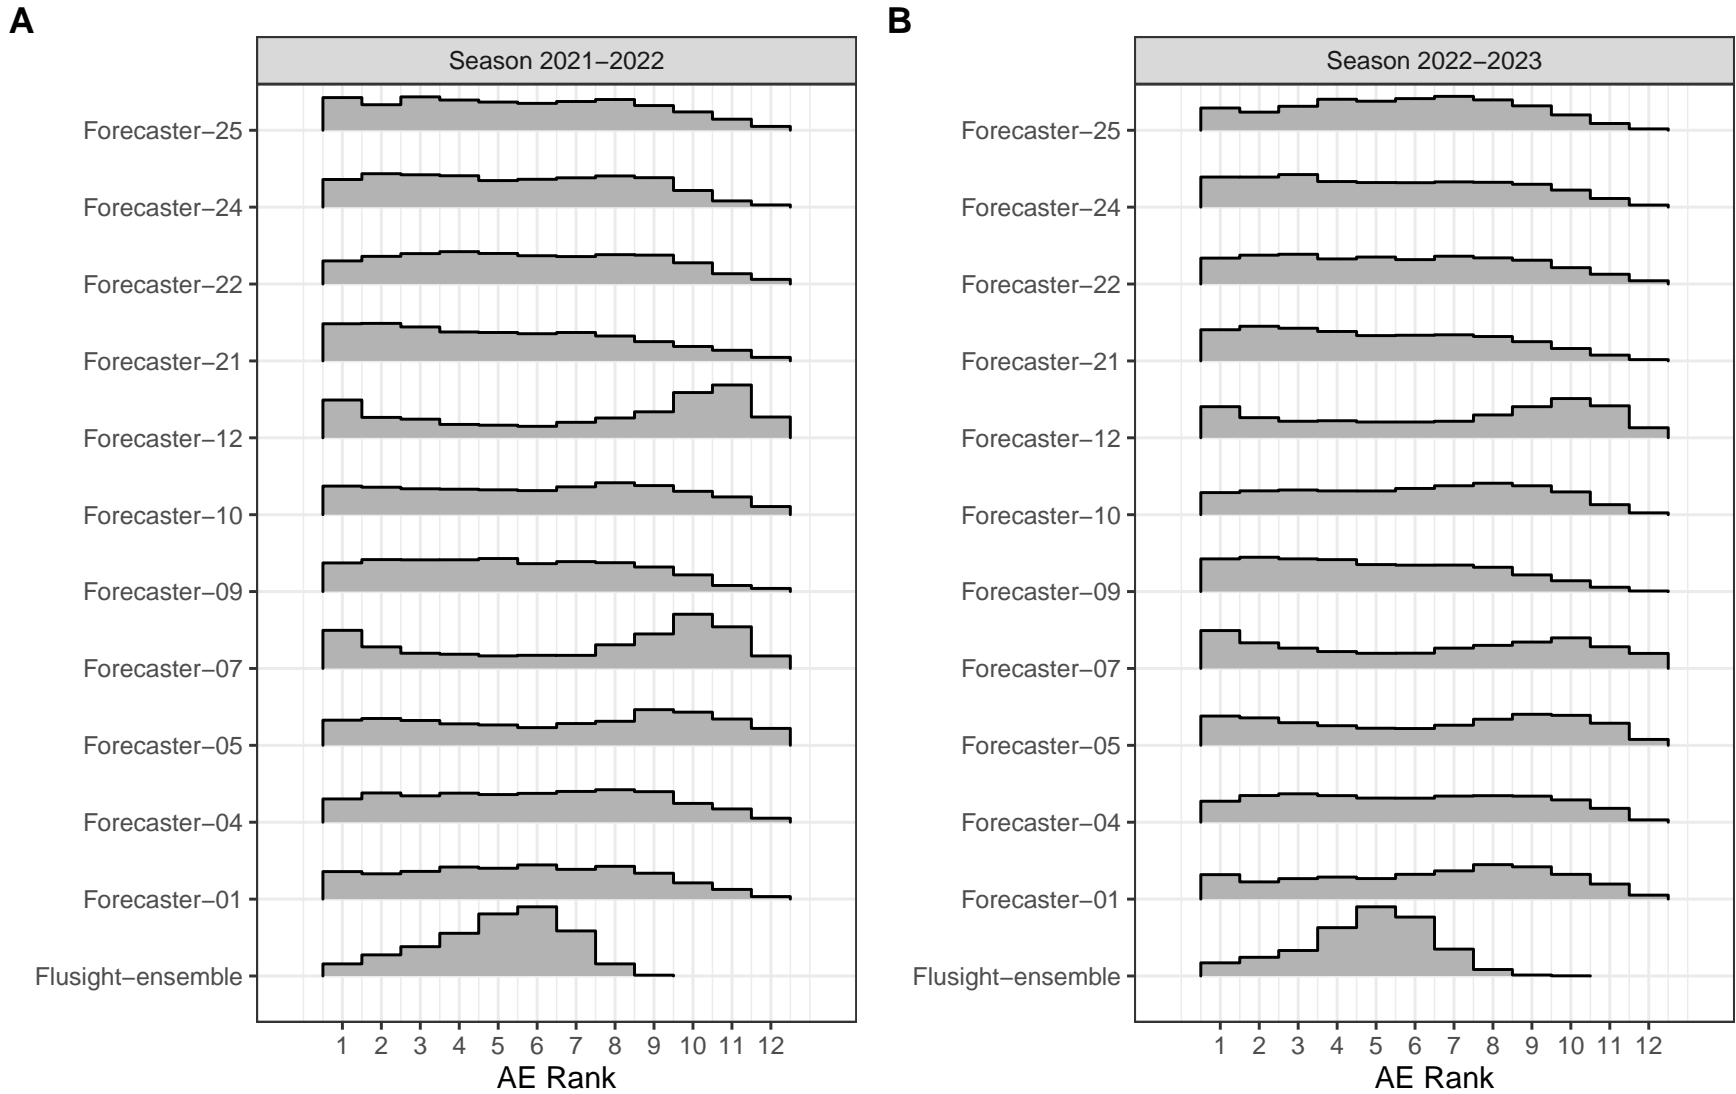 A
Season 2021–2022
Forecaster–25
Forecaster–24
Forecaster–22
Forecaster–21
Forecaster–12
Forecaster–10
Forecaster–09
Forecaster–07
Forecaster–05
Forecaster–04
Forecaster–01
Flusight–ensemble
1 2 3 4 5 6 7 8 9 10 11 12
AE Rank
B
Season 2022–2023
Forecaster–25
Forecaster–24
Forecaster–22
Forecaster–21
Forecaster–12
Forecaster–10
Forecaster–09
Forecaster–07
Forecaster–05
Forecaster–04
Forecaster–01
Flusight–ensemble
1 2 3 4 5 6 7 8 9 10 11 12
AE Rank